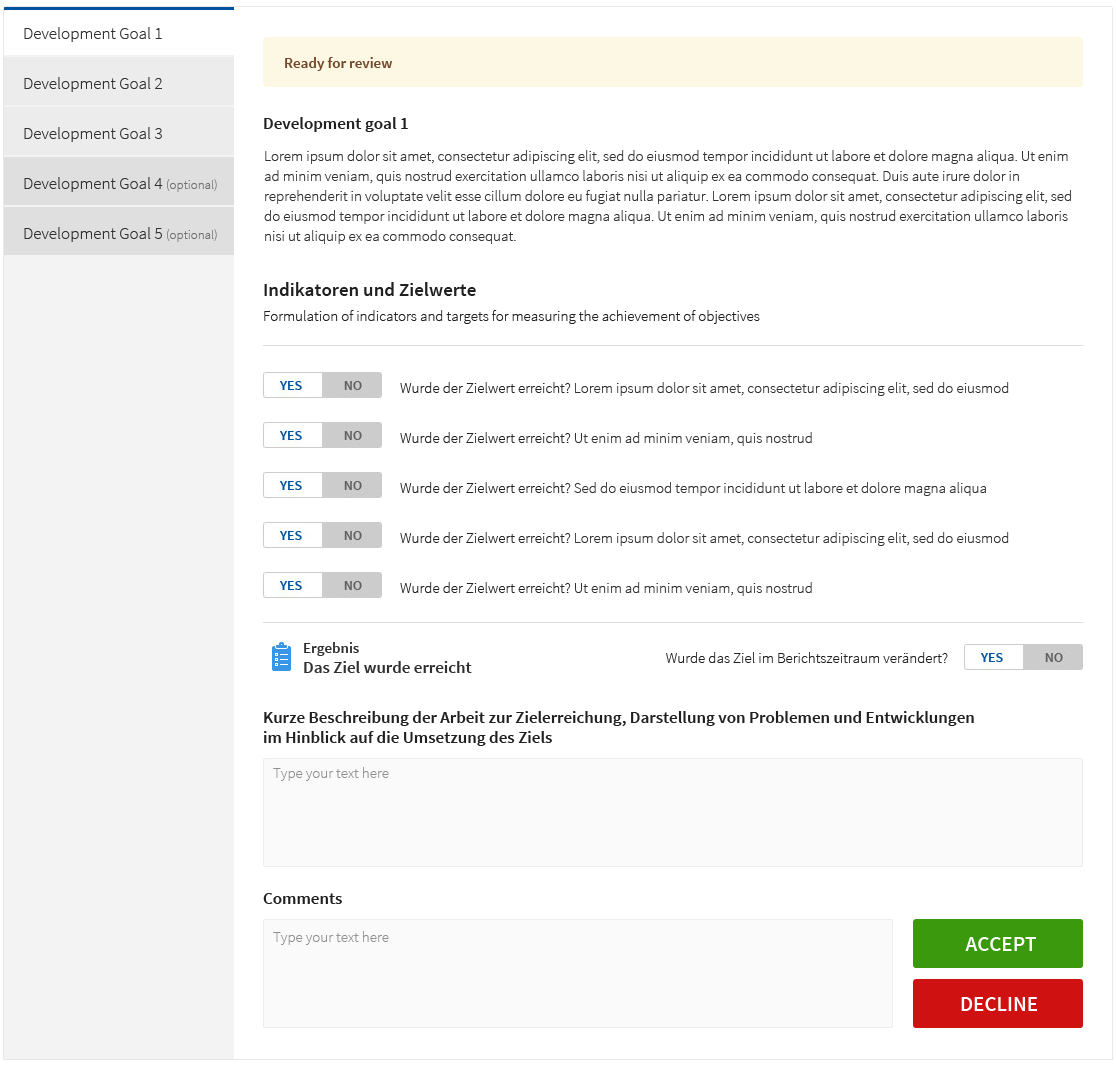 Development Goal 1
Development Goal 2
Development Goal 3
Development Goal 4 (optional)
Development Goal 5 (optional)
Ready for review
Development goal 1
Lorem ipsum dolor sit amet, consectetur adipiscing elit, sed do eiusmod tempor incididunt ut labore et dolore magna aliqua. Ut enim
ad minim veniam, quis nostrud exercitation ullamco laboris nisi ut aliquip ex ea commodo consequat. Duis aute irure dolor in
reprehenderit in voluptate velit esse cillum dolore eu fugiat nulla pariatur. Lorem ipsum dolor sit amet, consectetur adipiscing elit, sed
do eiusmod tempor incididunt ut labore et dolore magna aliqua. Ut enim ad minim veniam, quis nostrud exercitation ullamco laboris
nisi ut aliquip ex ea commodo consequat.
Indikatoren und Zielwerte
Formulation of indicators and targets for measuring the achievement of objectives
YES NO Wurde der Zielwert erreicht? Lorem ipsum dolor sit amet, consectetur adipiscing elit, sed do eiusmod
YES NO Wurde der Zielwert erreicht? Ut enim ad minim veniam, quis nostrud
YES NO Wurde der Zielwert erreicht? Sed do eiusmod tempor incididunt ut labore et dolore magna aliqua
YES NO Wurde der Zielwert erreicht? Lorem ipsum dolor sit amet, consectetur adipiscing elit, sed do eiusmod
YES NO Wurde der Zielwert erreicht? Ut enim ad minim veniam, quis nostrud
Ergebnis
Das Ziel wurde erreicht
Wurde das Ziel im Berichtszeitraum verändert? YES NO
Kurze Beschreibung der Arbeit zur Zielerreichung, Darstellung von Problemen und Entwicklungen
im Hinblick auf die Umsetzung des Ziels
Type your text here
Comments
Type your text here
ACCEPT
DECLINE